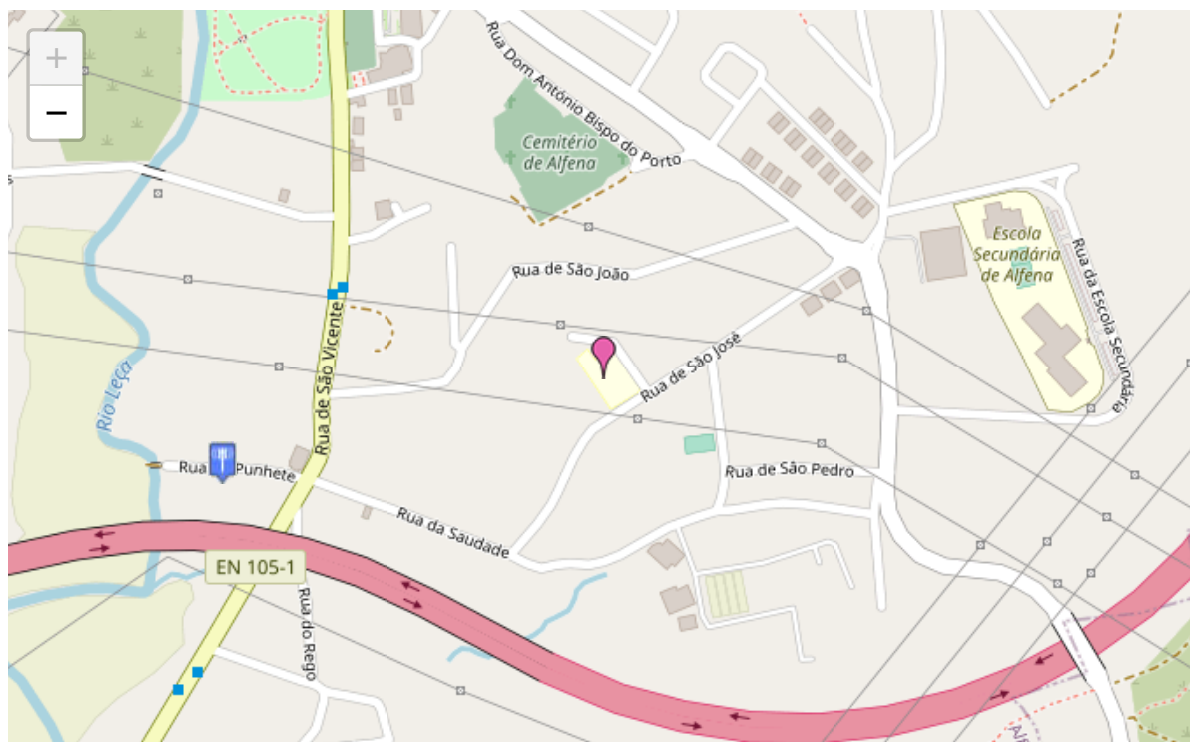 +
−
Rua Dom António Bispo do Porto
Cemitério
de Alfena
Escola
Secundária
de Alfena
Rua da Escola Secundária
Rua de São João
Rua de São Vicente
Rua de São José
Rio Leça
Rua
Punhete
Rua de São Pedro
Rua da Saudade
EN 105-1
Rua do Rego